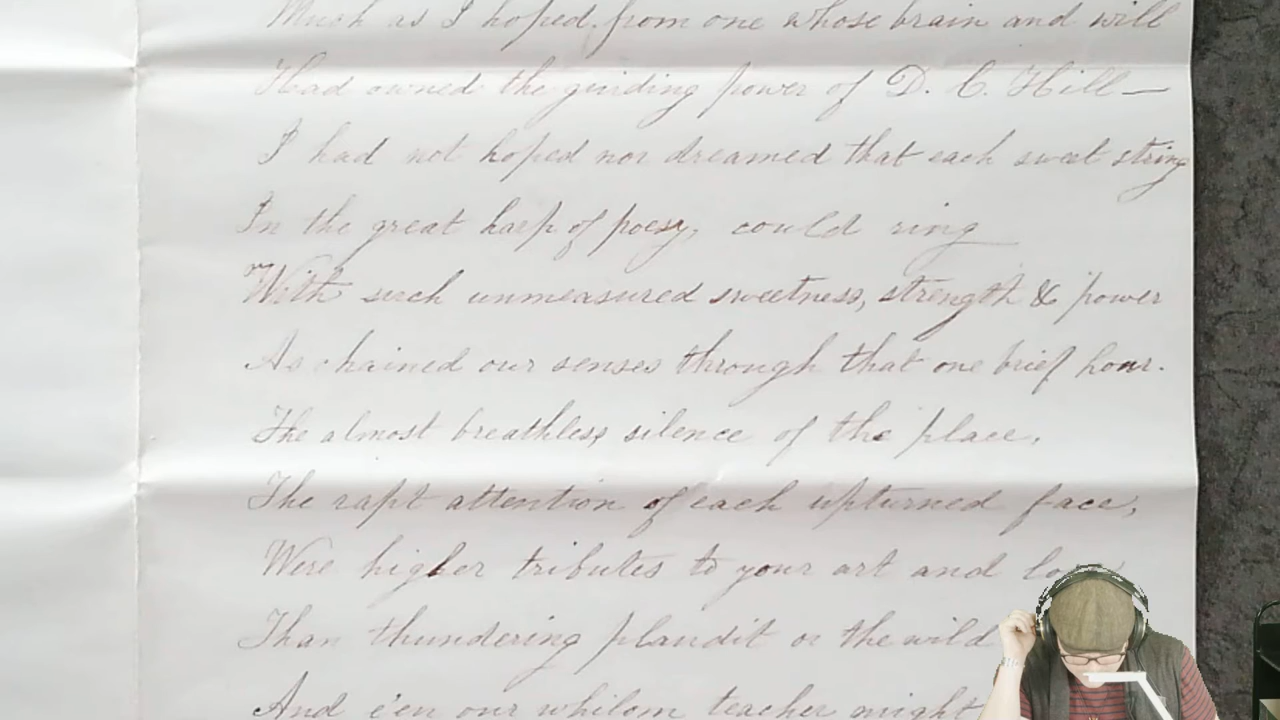 Much as I hoped, from one whose brain and will
Had owned the guiding power of D. C. Hill—
I had not hoped nor dreamed that each sweet string
In the great harp of poesy, could ring
With such unmeasured sweetness, strength & power
As chained our senses through that one brief hour.
The almost breathless silence of the place,
The rapt attention of each upturned face,
Were higher tributes to your art and
Than thundering plaudit or the wild
And e'en our whilom teacher might